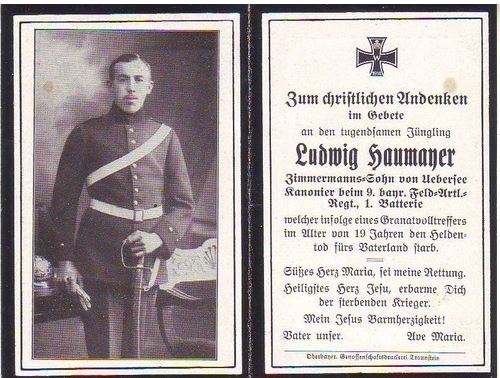 Zum christlichen Andenken
im Gebete
an den tugendsamen Jüngling
Ludwig Haumayer
Zimmermanns=Sohn von Uebersee
Kanonier beim 9. bayr. Feld=Artl.=
Regt., 1. Batterie
welcher infolge eines Granatvolltreffers
im Alter von 19 Jahren den Helden-
tod fürs Vaterland starb.
Süßes Herz Maria, sei meine Rettung.
Heiligstes Herz Jesu, erbarme Dich
der sterbenden Krieger.
Mein Jesus Barmherzigkeit!
Vater unser. Ave Maria.
Oberbayer. Genossenschaftsdruckerei Traunstein